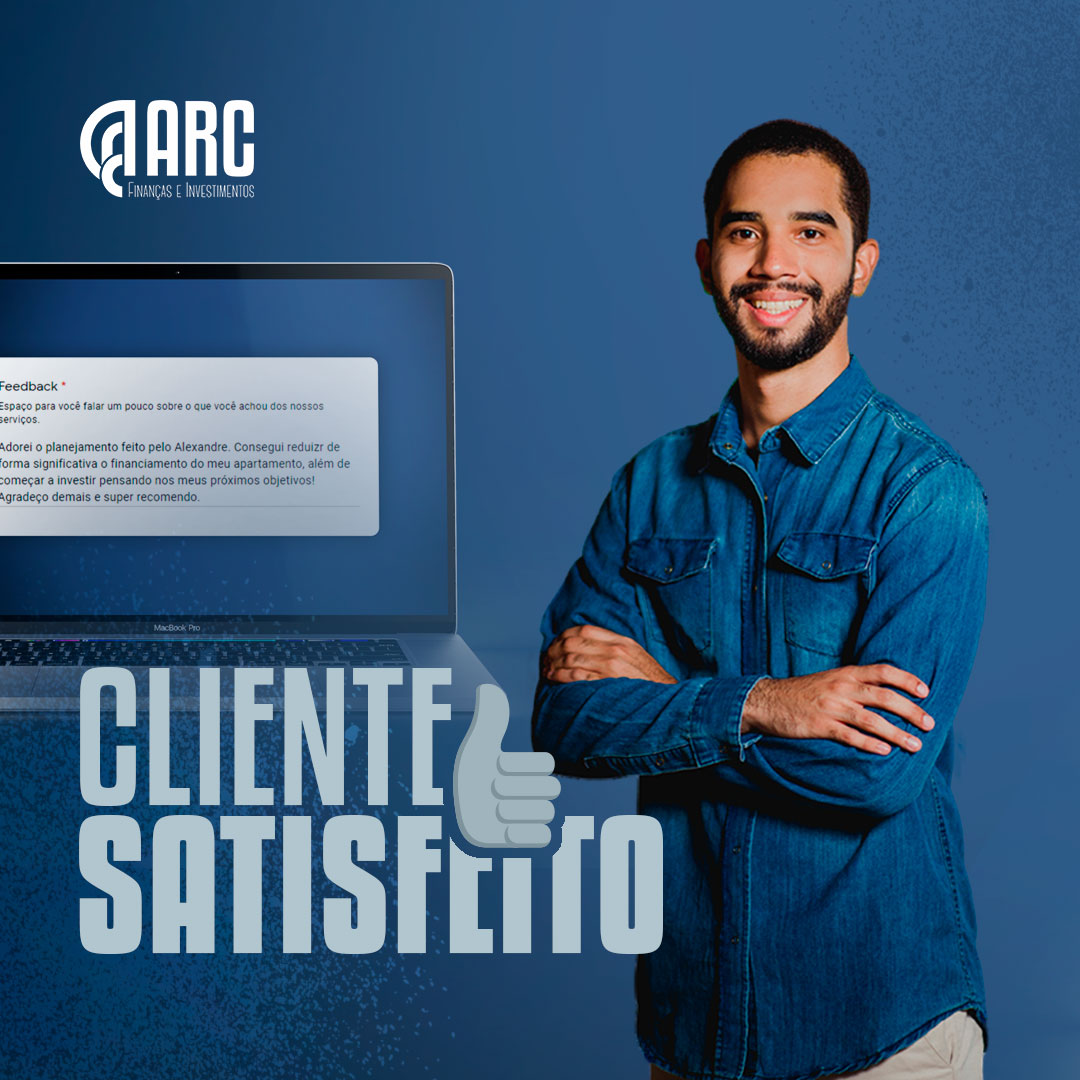 ARC
FINANÇAS E INVESTIMENTOS
Feedback *
Espaço para você falar um pouco sobre o que você achou dos nossos
serviços.
Adorei o planejamento feito pelo Alexandre. Consegui reduizr de
forma significativa o financiamento do meu apartamento, além de
começar a investir pensando nos meus próximos objetivos!
Agradeço demais e super recomendo.
MacBook Pro
CLIENTE
SATISFEITO